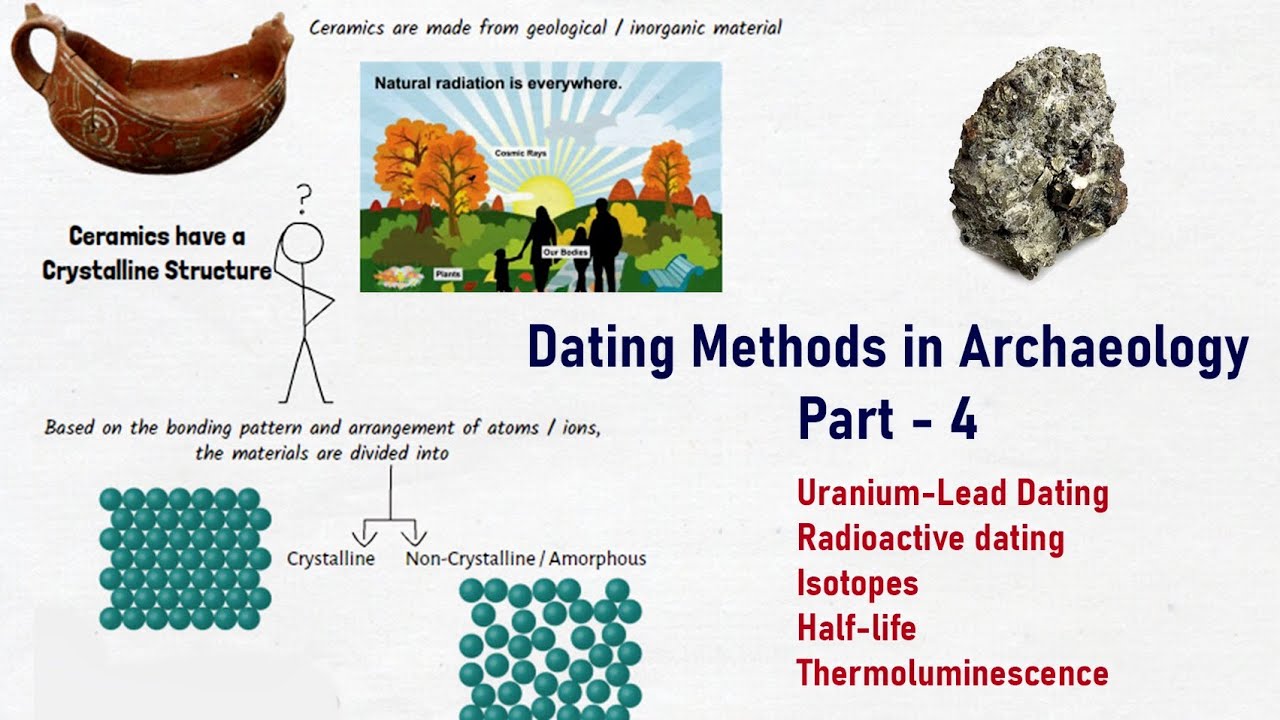 Ceramics are made from geological / inorganic material
Natural radiation is everywhere.
Cosmic Rays
Our Bodies
Plants
?
Ceramics have a
Crystalline Structure
Dating Methods in Archaeology
Part - 4
Based on the bonding pattern and arrangement of atoms / ions,
the materials are divided into
Crystalline
Non-Crystalline / Amorphous
Uranium-Lead Dating
Radioactive dating
Isotopes
Half-life
Thermoluminescence